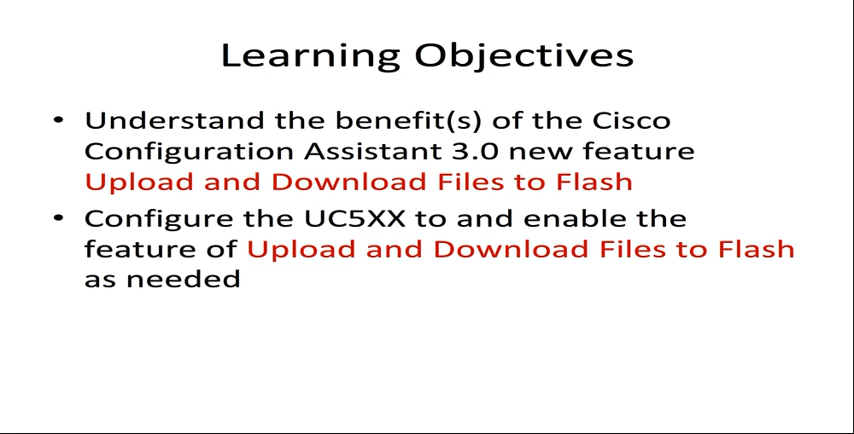 Learning Objectives
• Understand the benefit(s) of the Cisco
Configuration Assistant 3.0 new feature
Upload and Download Files to Flash
• Configure the UC5XX to and enable the
feature of Upload and Download Files to Flash
as needed